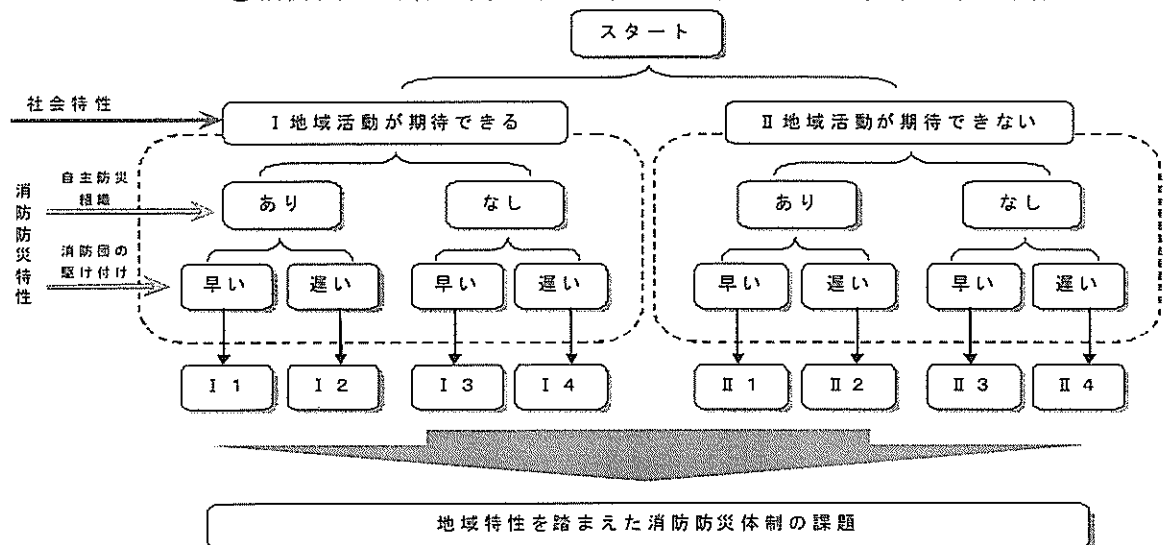 スタート
社会特性
Ⅰ地域活動が期待できる
Ⅱ地域活動が期待できない
消防防災特性
自主防災
組織
あり
なし
あり
なし
消防団の
駆け付け
早い
遅い
早い
遅い
早い
遅い
早い
遅い
Ⅰ1
Ⅰ2
Ⅰ3
Ⅰ4
Ⅱ1
Ⅱ2
Ⅱ3
Ⅱ4
地域特性を踏まえた消防防災体制の課題